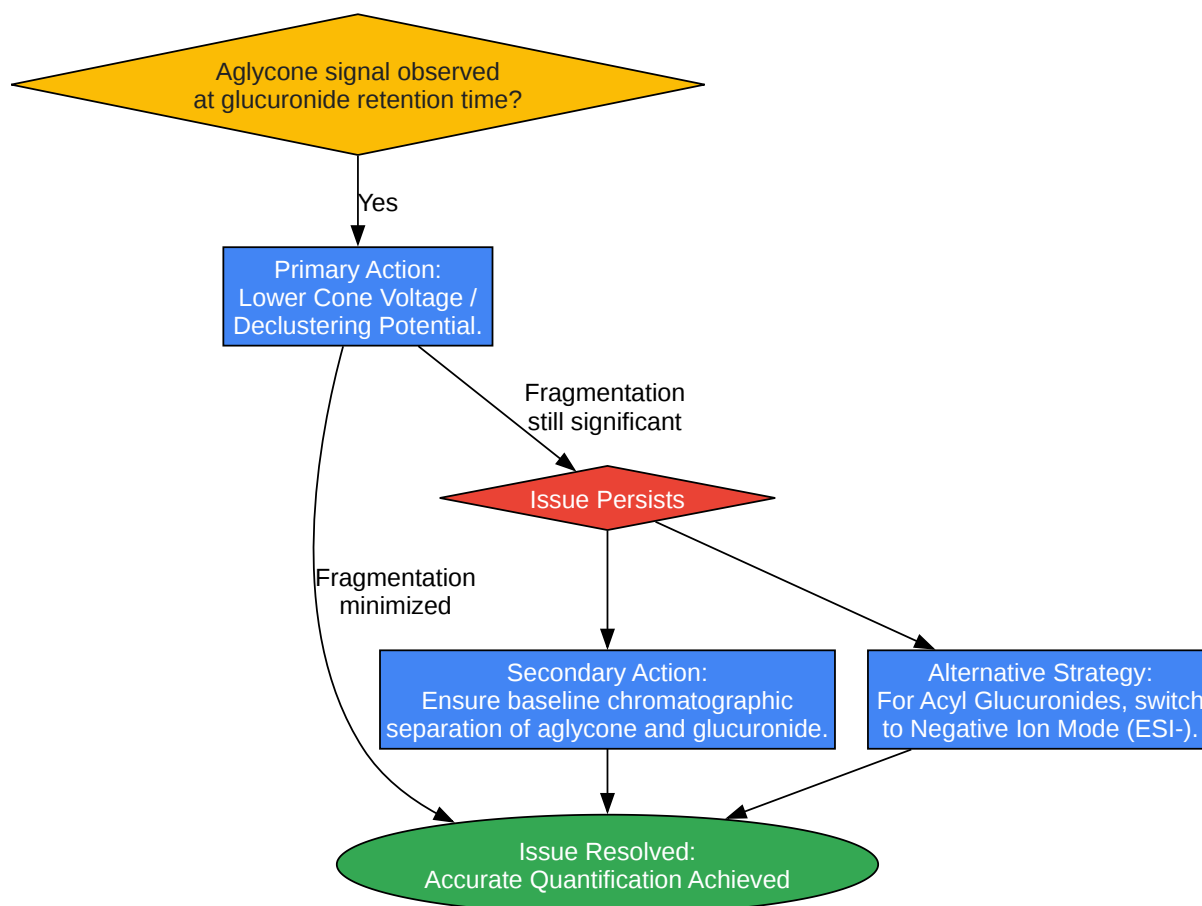 Aglycone signal observed
at glucuronide retention time?
Yes
Primary Action:
Lower Cone Voltage /
Declustering Potential.
Fragmentation
still significant
Issue Persists
Fragmentation
minimized
Secondary Action:
Ensure baseline chromatographic
separation of aglycone and glucuronide.
Alternative Strategy:
For Acyl Glucuronides, switch
to Negative Ion Mode (ESI-).
Issue Resolved:
Accurate Quantification Achieved